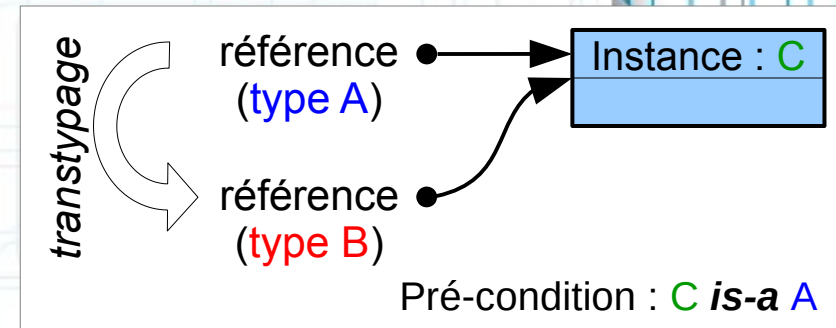 transtypage
référence
(type A)
Instance : C
référence
(type B)
Pré-condition : C is-a A